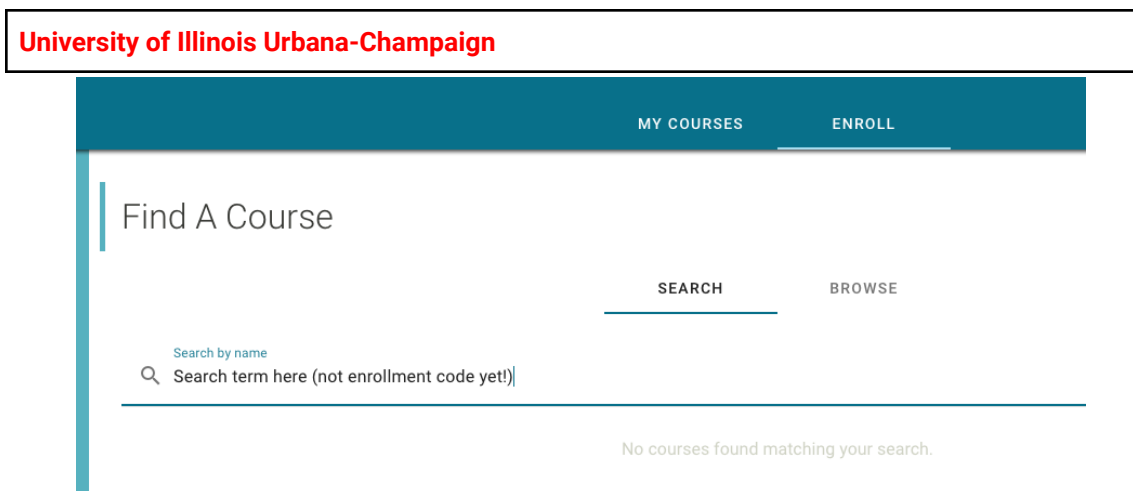 University of Illinois Urbana-Champaign
MY COURSES ENROLL
Find A Course
SEARCH BROWSE
Search by name
Search term here (not enrollment code yet!)
No courses found matching your search.